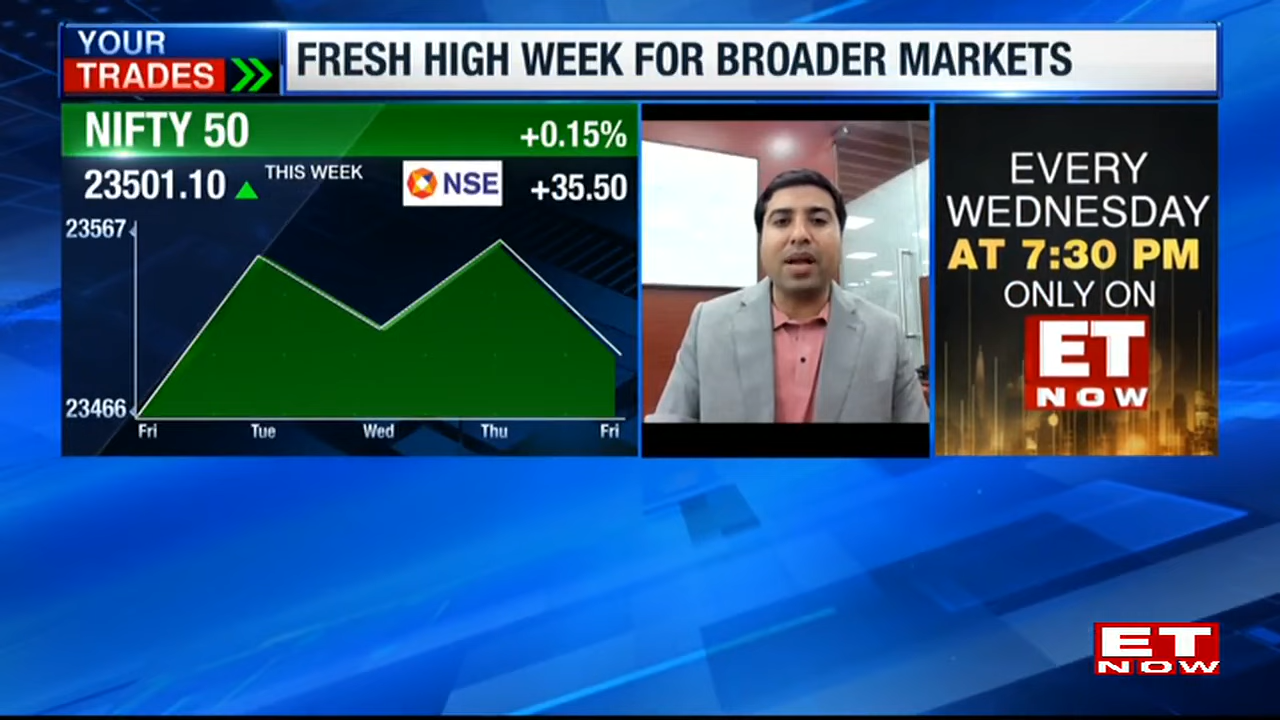 YOUR
TRADES
FRESH HIGH WEEK FOR BROADER MARKETS
NIFTY 50
+0.15%
23501.10
THIS WEEK
NSE
+35.50
23567
23466
Fri
Tue
Wed
Thu
Fri
EVERY
WEDNESDAY
AT 7:30 PM
ONLY ON
ET
NOW
ET
NOW